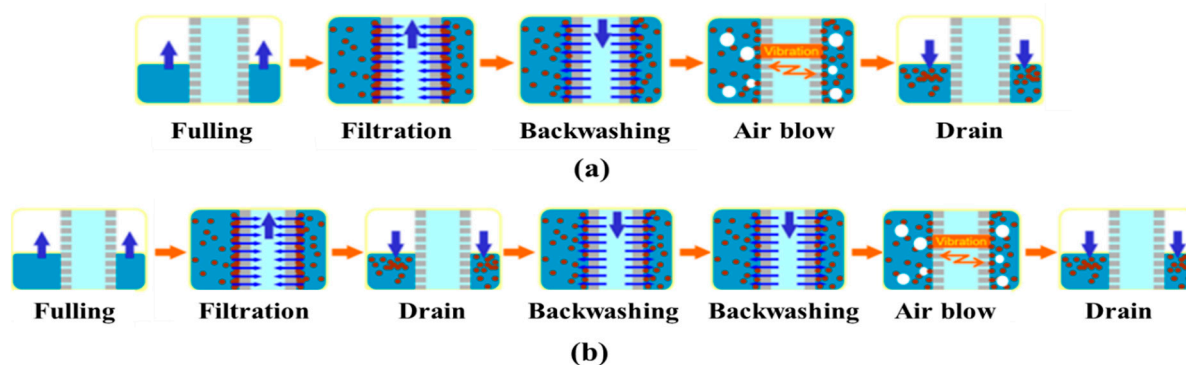 Vibration
Fulling Filtration Backwashing Air blow Drain
(a)
Vibration
Fulling Filtration Drain Backwashing Backwashing Air blow Drain
(b)